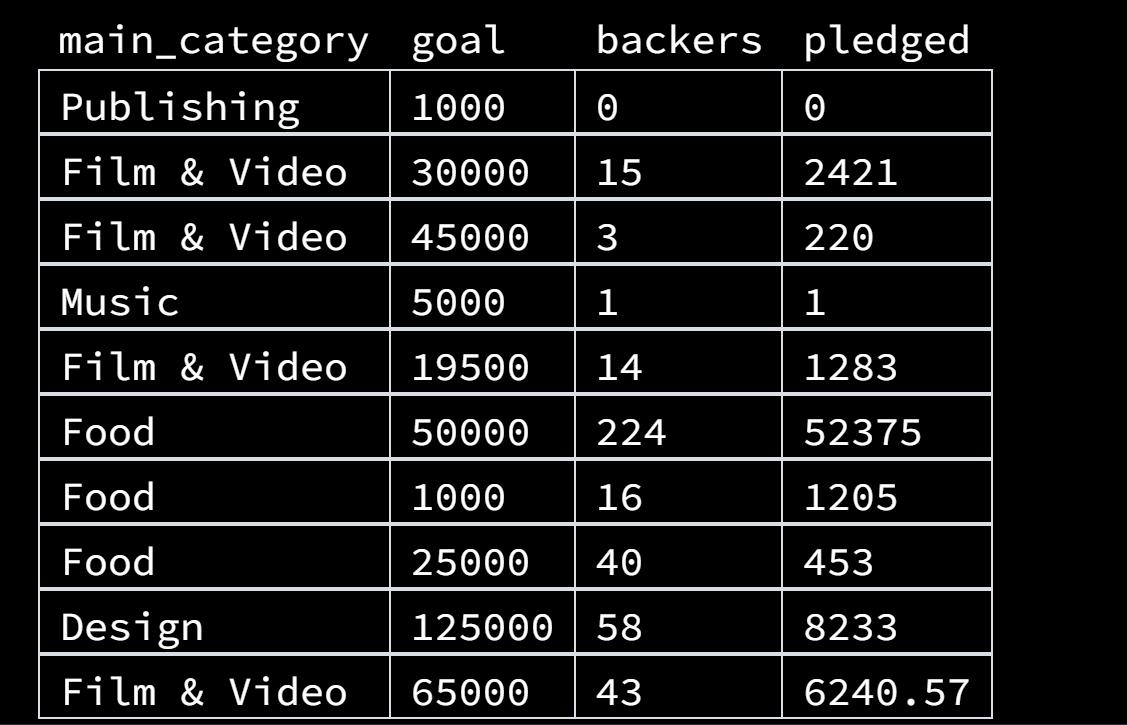 main_category goal backers pledged
Publishing 1000 0 0
Film & Video 30000 15 2421
Film & Video 45000 3 220
Music 5000 1 1
Film & Video 19500 14 1283
Food 50000 224 52375
Food 1000 16 1205
Food 25000 40 453
Design 125000 58 8233
Film & Video 65000 43 6240.57